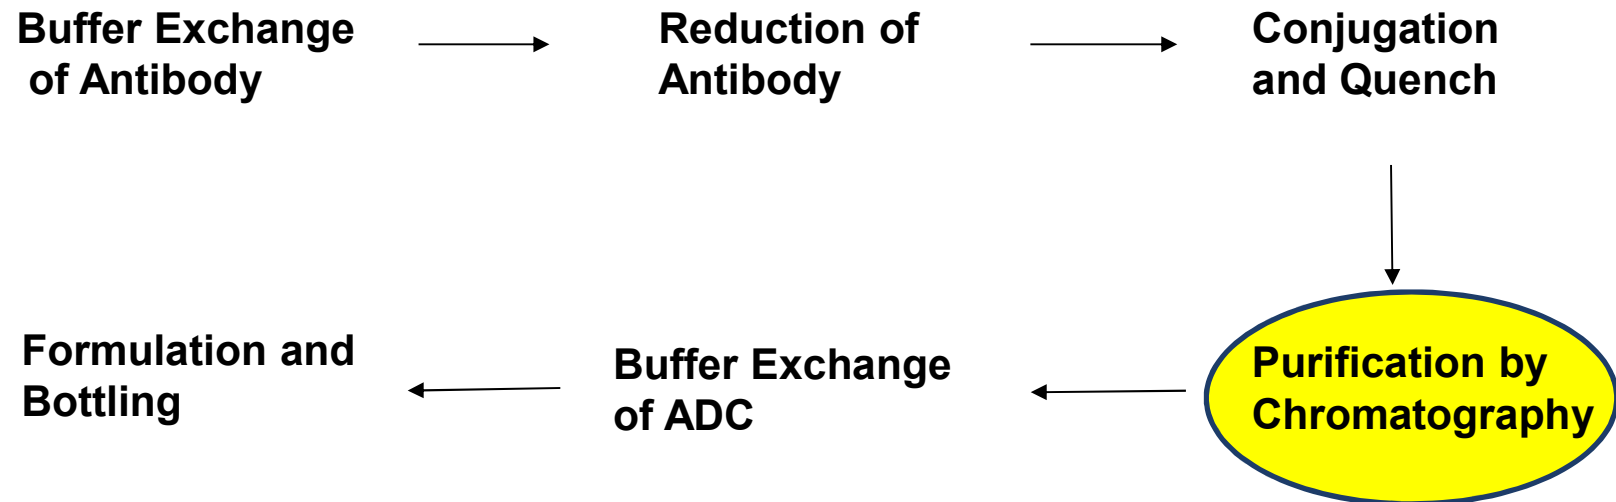 Buffer Exchange
of Antibody
Reduction of
Antibody
Conjugation
and Quench
Purification by
Chromatography
Buffer Exchange
of ADC
Formulation and
Bottling